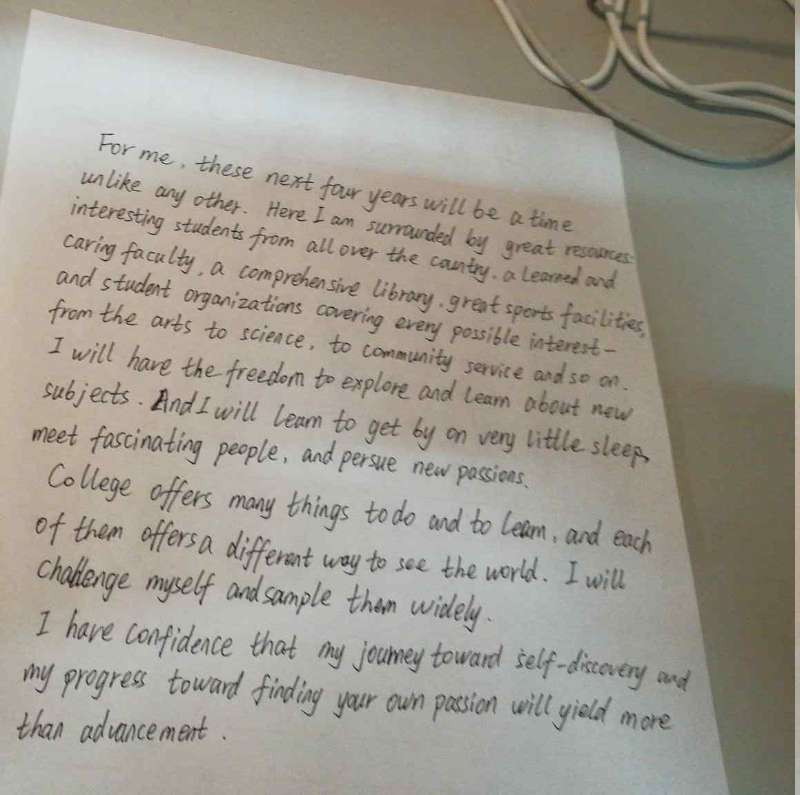 For me, these next four years will be a time
unlike any other. Here I am surrounded by great resources:
interesting students from all over the country, a learned and
caring faculty, a comprehensive library, great sports facilities,
and student organizations covering every possible interest—
from the arts to science, to community service and so on.
I will have the freedom to explore and learn about new
subjects. And I will learn to get by on very little sleep,
meet fascinating people, and persue new passions.
College offers many things to do and to learn, and each
of them offers a different way to see the world. I will
challenge myself and sample them widely.
I have confidence that my journey toward self-discovery and
my progress toward finding your own passion will yield more
than advancement.